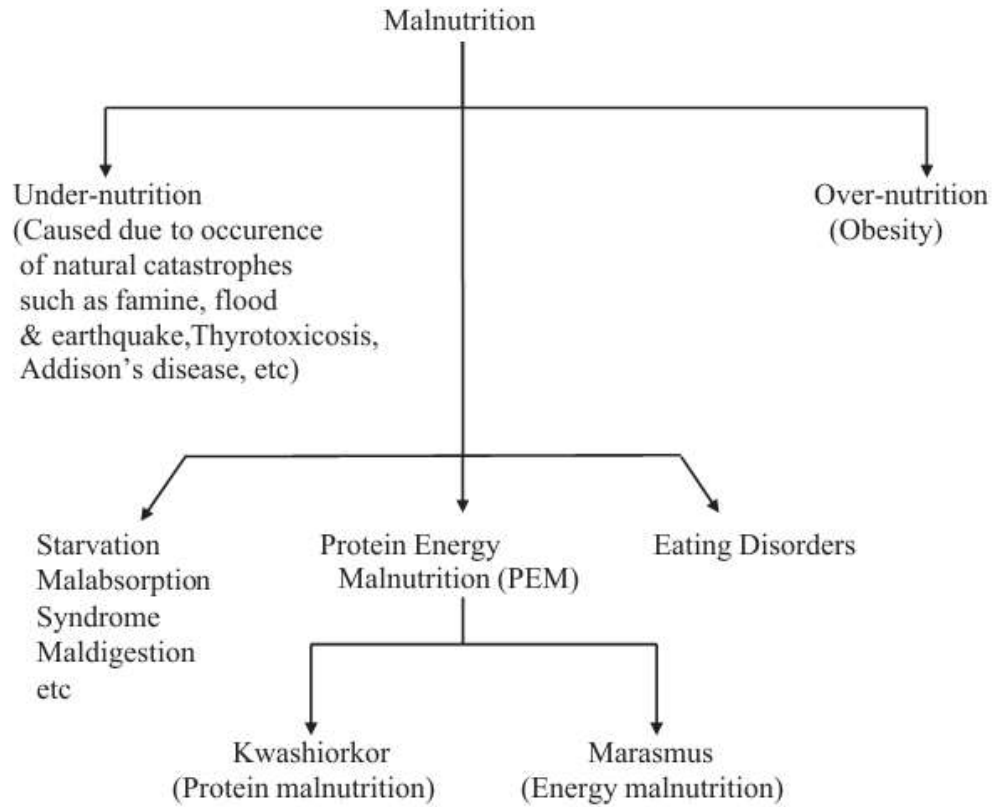 Malnutrition
Under-nutrition
(Caused due to occurence
of natural catastrophes
such as famine, flood
& earthquake,Thyrotoxicosis,
Addison’s disease, etc)
Over-nutrition
(Obesity)
Starvation
Malabsorption
Syndrome
Maldigestion
etc
Protein Energy
Malnutrition (PEM)
Eating Disorders
Kwashiorkor
(Protein malnutrition)
Marasmus
(Energy malnutrition)